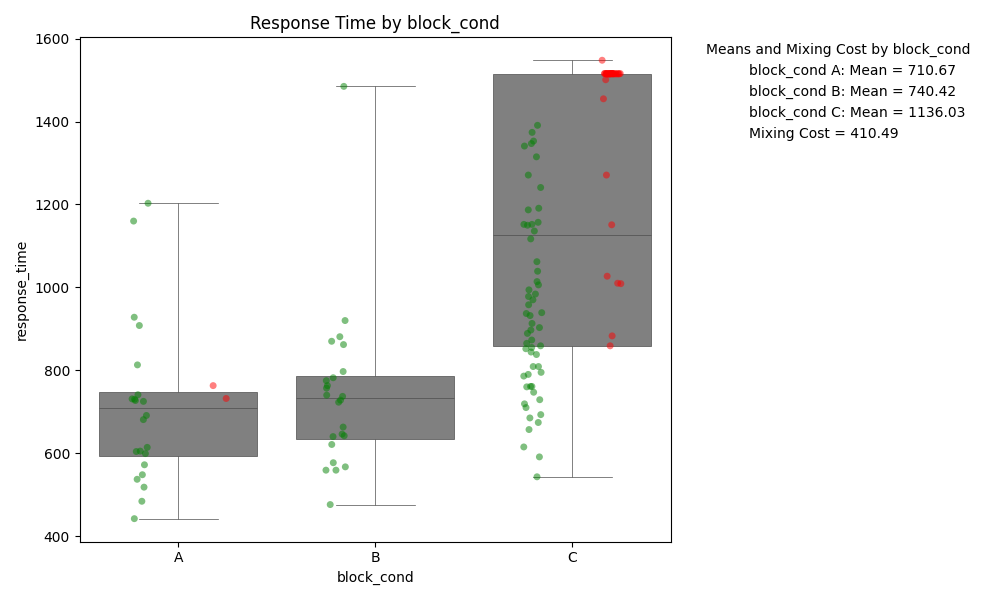 Response Time by block_cond
Means and Mixing Cost by block_cond
block_cond A: Mean = 710.67
block_cond B: Mean = 740.42
block_cond C: Mean = 1136.03
Mixing Cost = 410.49
response_time
1600
1400
1200
1000
800
600
400
A
B
C
block_cond